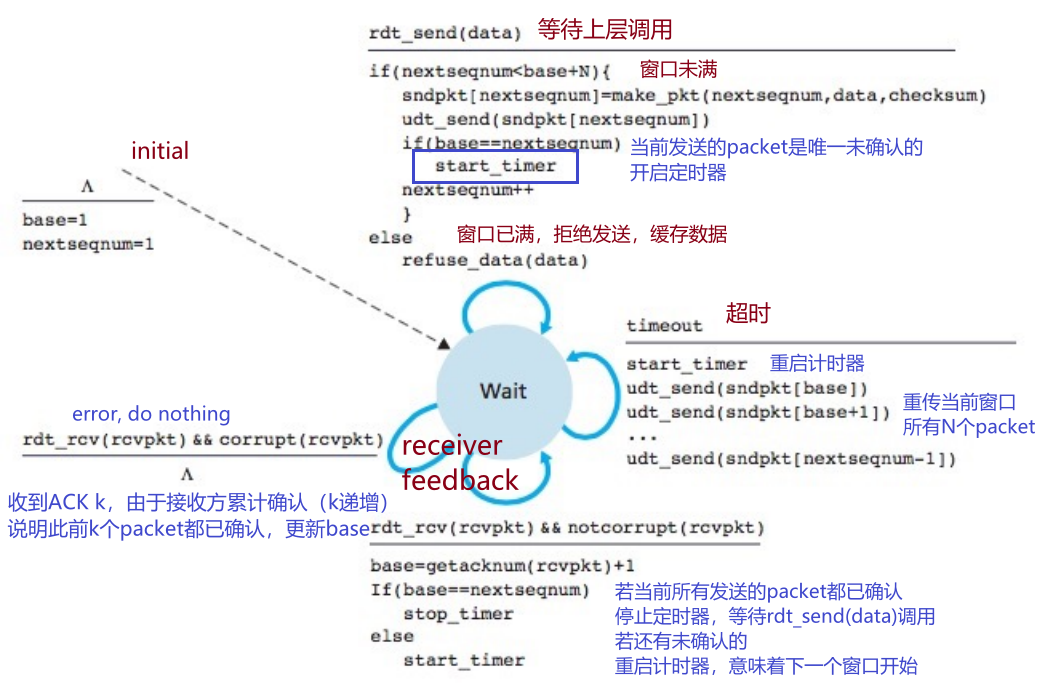 rdt_send(data) 等待上层调用
if(nextseqnum<base+N){ 窗口未满
sndpkt[nextseqnum]=make_pkt(nextseqnum,data,checksum)
udt_send(sndpkt[nextseqnum])
if(base==nextseqnum) 当前发送的packet是唯一未确认的
start_timer 开启定时器
nextseqnum++
}
else 窗口已满，拒绝发送，缓存数据
refuse_data(data)
initial
Λ
base=1
nextseqnum=1
timeout 超时
start_timer 重启计时器
udt_send(sndpkt[base])
udt_send(sndpkt[base+1]) 重传当前窗口
... 所有N个packet
udt_send(sndpkt[nextseqnum-1])
Wait
error, do nothing
rdt_rcv(rcvpkt) && corrupt(rcvpkt)
Λ
receiver
feedback
收到ACK k，由于接收方累计确认（k递增）
说明此前k个packet都已确认，更新base
rdt_rcv(rcvpkt) && notcorrupt(rcvpkt)
base=getacknum(rcvpkt)+1
If(base==nextseqnum) 若当前所有发送的packet都已确认
stop_timer 停止定时器，等待rdt_send(data)调用
else 若还有未确认的
start_timer 重启计时器，意味着下一个窗口开始